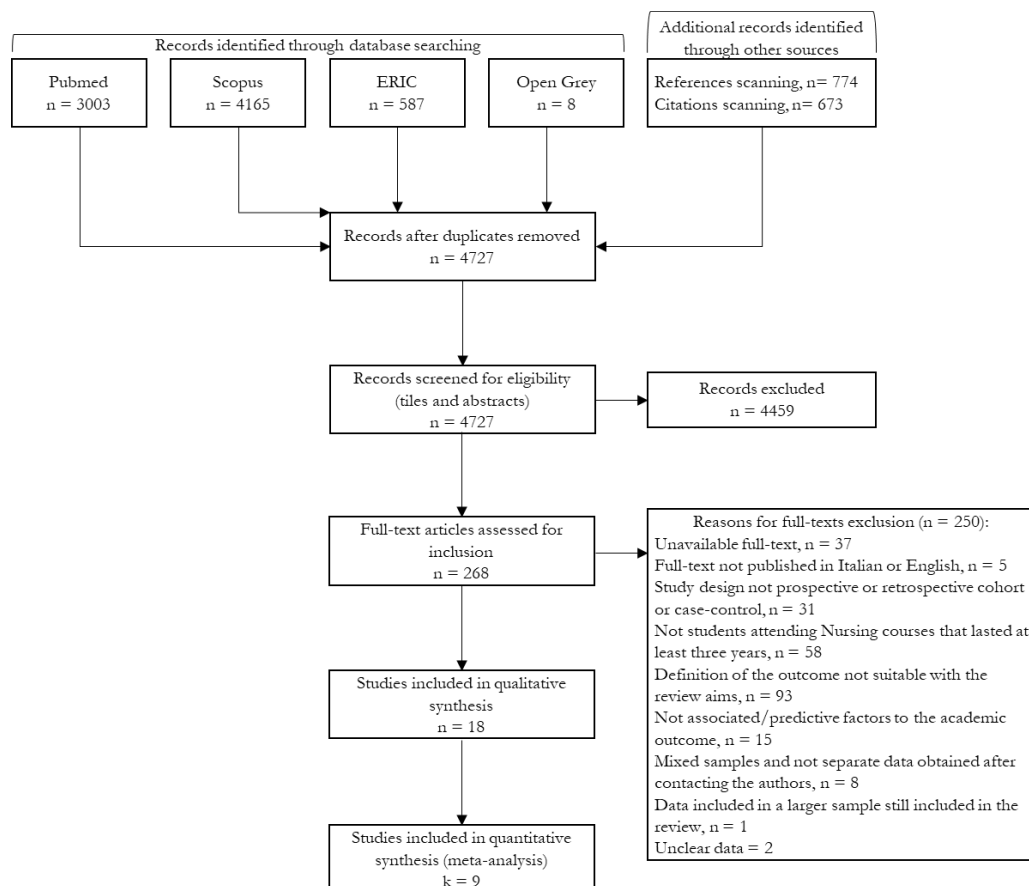 Records identified through database searching
Additional records identified
through other sources
Pubmed
n = 3003
Scopus
n = 4165
ERIC
n = 587
Open Grey
n = 8
References scanning, n= 774
Citations scanning, n= 673
Records after duplicates removed
n = 4727
Records screened for eligibility
(tiles and abstracts)
n = 4727
Records excluded
n = 4459
Full-text articles assessed for
inclusion
n = 268
Reasons for full-texts exclusion (n = 250):
Unavailable full-text, n = 37
Full-text not published in Italian or English, n = 5
Study design not prospective or retrospective cohort
or case-control, n = 31
Not students attending Nursing courses that lasted at
least three years, n = 58
Definition of the outcome not suitable with the
review aims, n = 93
Not associated/predictive factors to the academic
outcome, n = 15
Mixed samples and not separate data obtained after
contacting the authors, n = 8
Data included in a larger sample still included in the
review, n = 1
Unclear data = 2
Studies included in qualitative
synthesis
n = 18
Studies included in quantitative
synthesis (meta-analysis)
k = 9